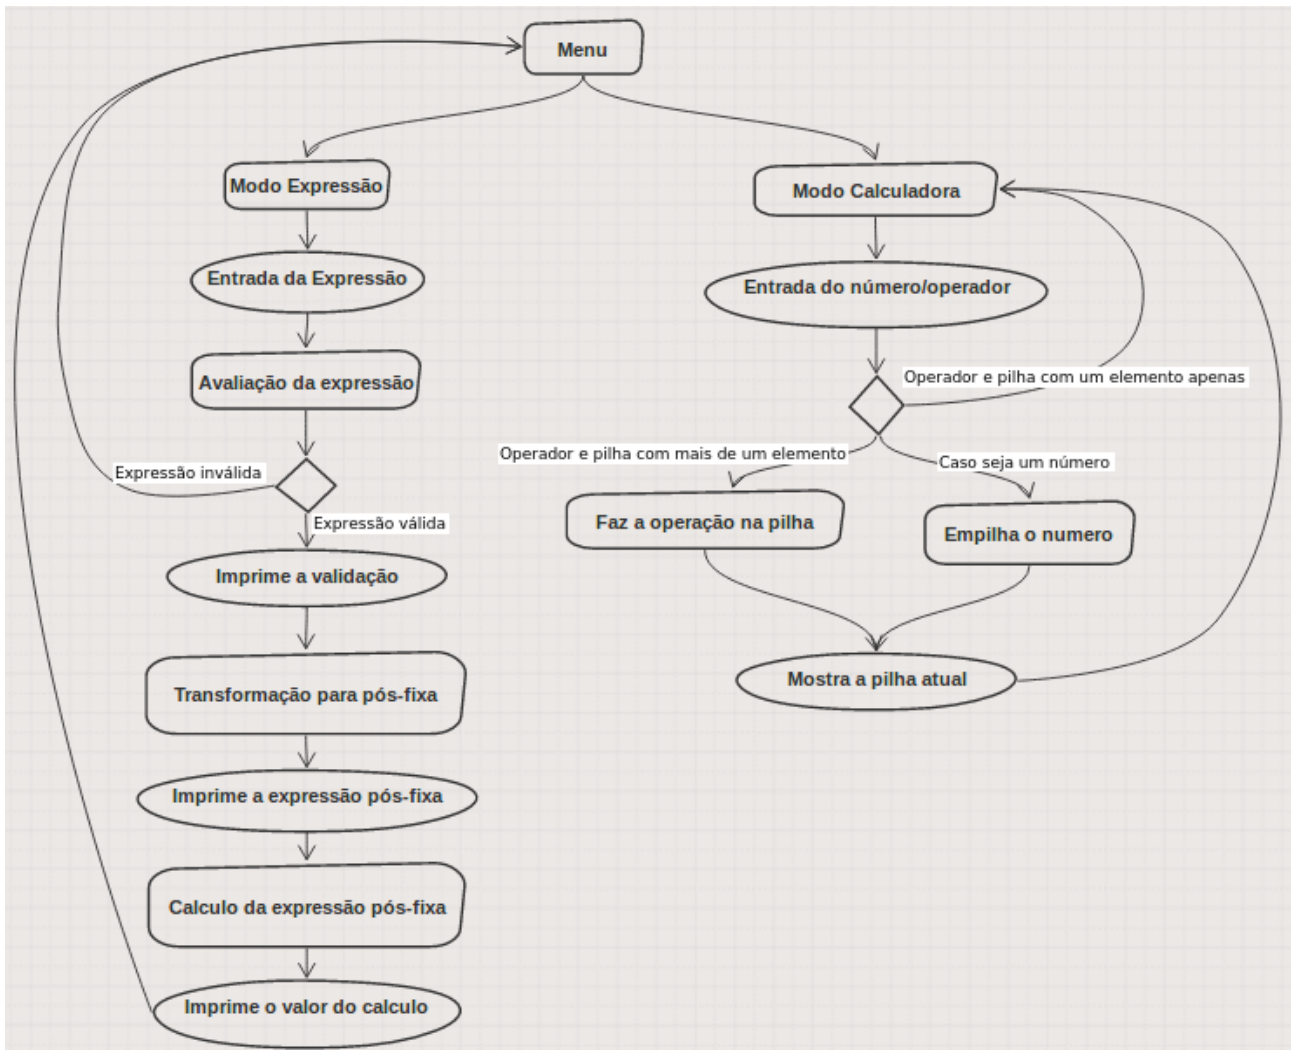 Menu
Modo Expressão
Entrada da Expressão
Avaliação da expressão
Expressão inválida
Expressão válida
Imprime a validação
Transformação para pós-fixa
Imprime a expressão pós-fixa
Calculo da expressão pós-fixa
Imprime o valor do calculo
Modo Calculadora
Entrada do número/operador
Operador e pilha com um elemento apenas
Operador e pilha com mais de um elemento
Caso seja um número
Faz a operação na pilha
Empilha o numero
Mostra a pilha atual